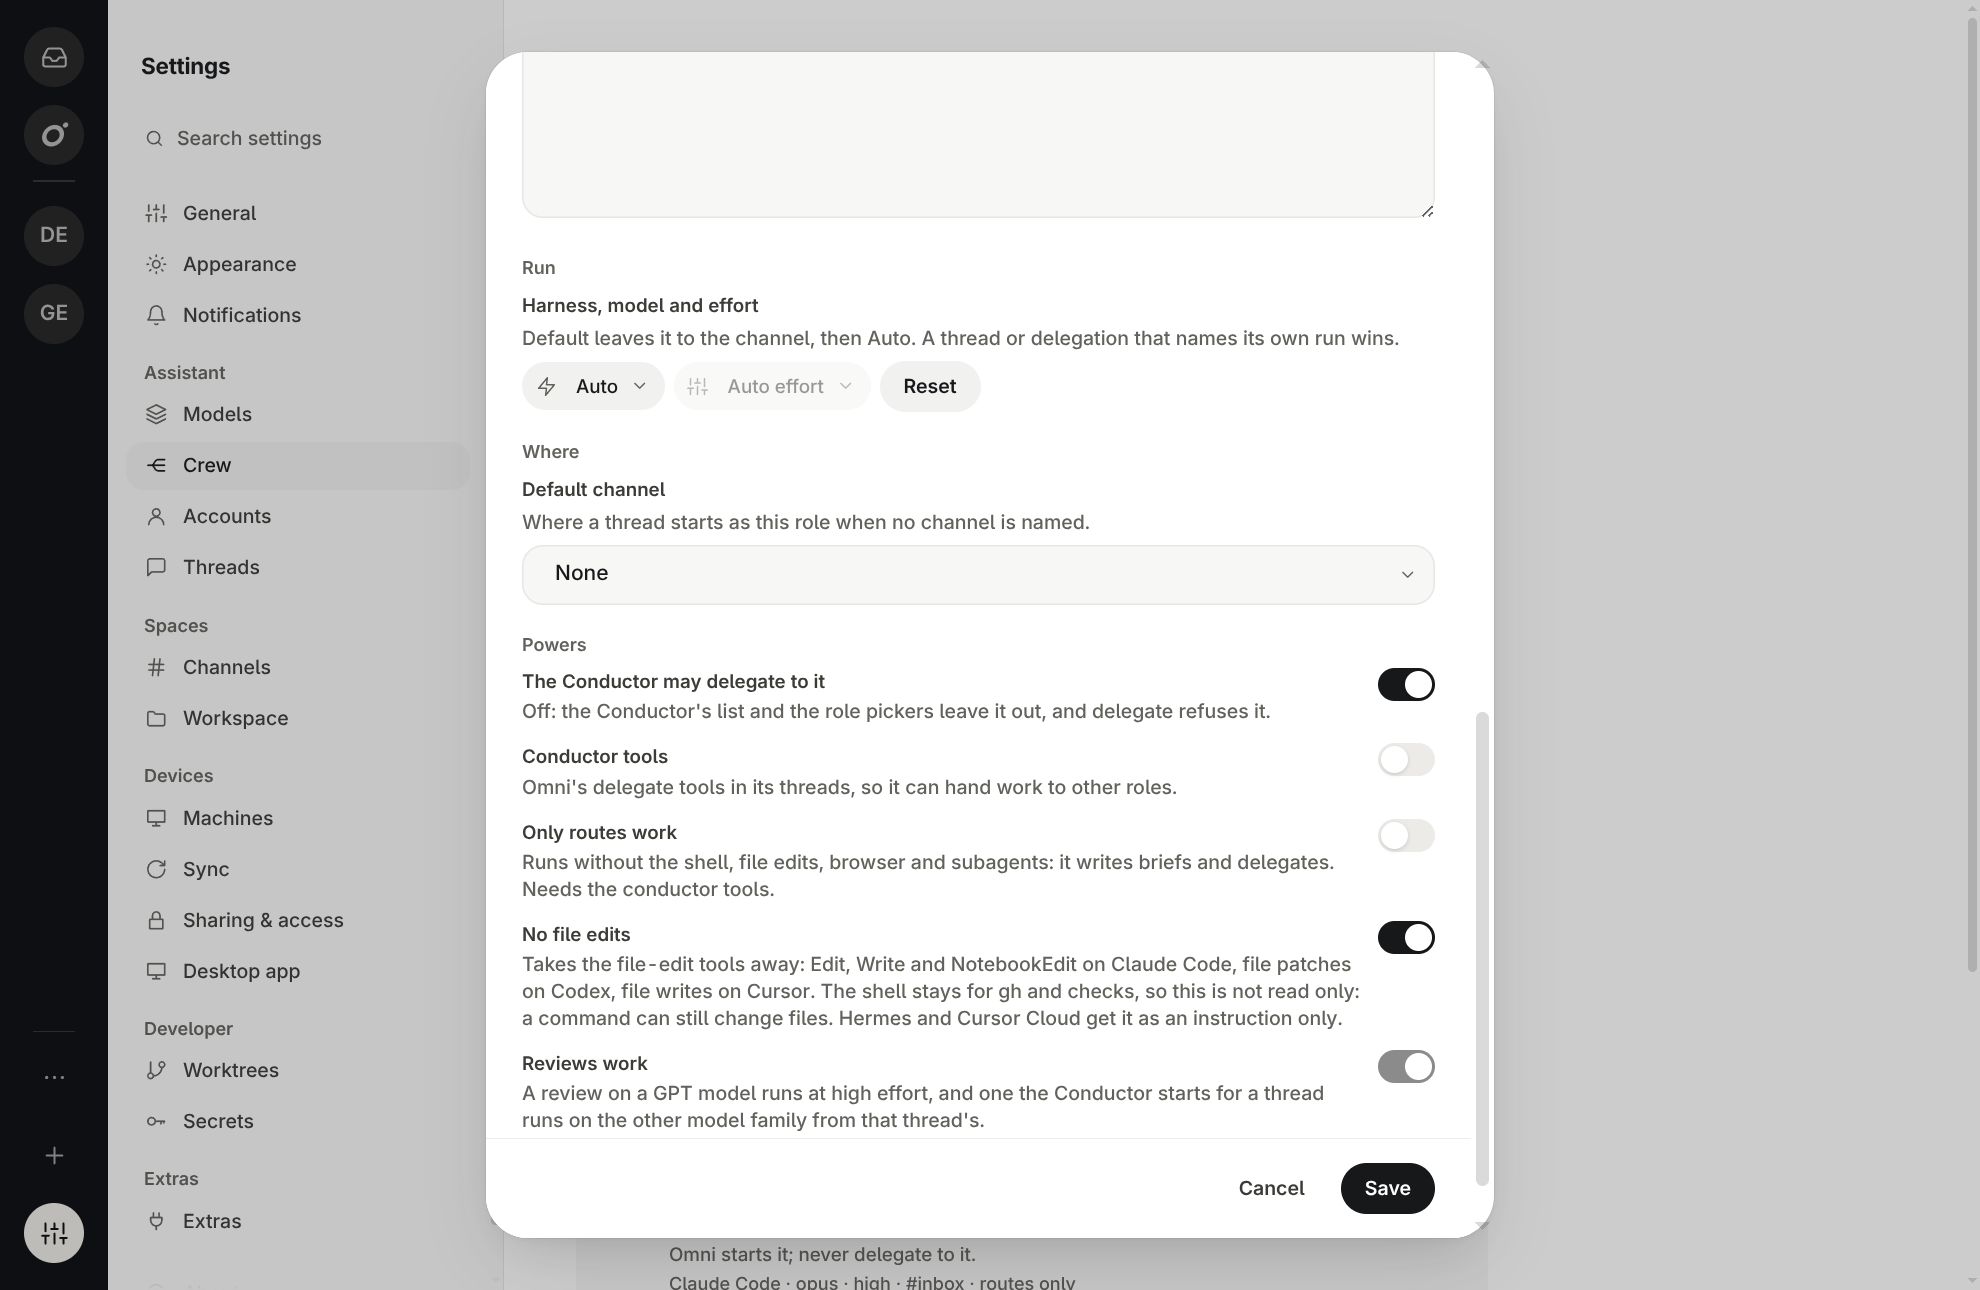 Settings
Search settings
General
Appearance
Notifications
Assistant
Models
Crew
Accounts
Threads
Spaces
Channels
Workspace
Devices
Machines
Sync
Sharing & access
Desktop app
Developer
Worktrees
Secrets
Extras
Extras
DE
GE
Run
Harness, model and effort
Default leaves it to the channel, then Auto. A thread or delegation that names its own run wins.
Auto
Auto effort
Reset
Where
Default channel
Where a thread starts as this role when no channel is named.
None
Powers
The Conductor may delegate to it
Off: the Conductor's list and the role pickers leave it out, and delegate refuses it.
Conductor tools
Omni's delegate tools in its threads, so it can hand work to other roles.
Only routes work
Runs without the shell, file edits, browser and subagents: it writes briefs and delegates.
Needs the conductor tools.
No file edits
Takes the file-edit tools away: Edit, Write and NotebookEdit on Claude Code, file patches
on Codex, file writes on Cursor. The shell stays for gh and checks, so this is not read only:
a command can still change files. Hermes and Cursor Cloud get it as an instruction only.
Reviews work
A review on a GPT model runs at high effort, and one the Conductor starts for a thread
runs on the other model family from that thread's.
Cancel
Save
Omni starts it; never delegate to it.
Claude Code · opus · high · #inbox · routes only